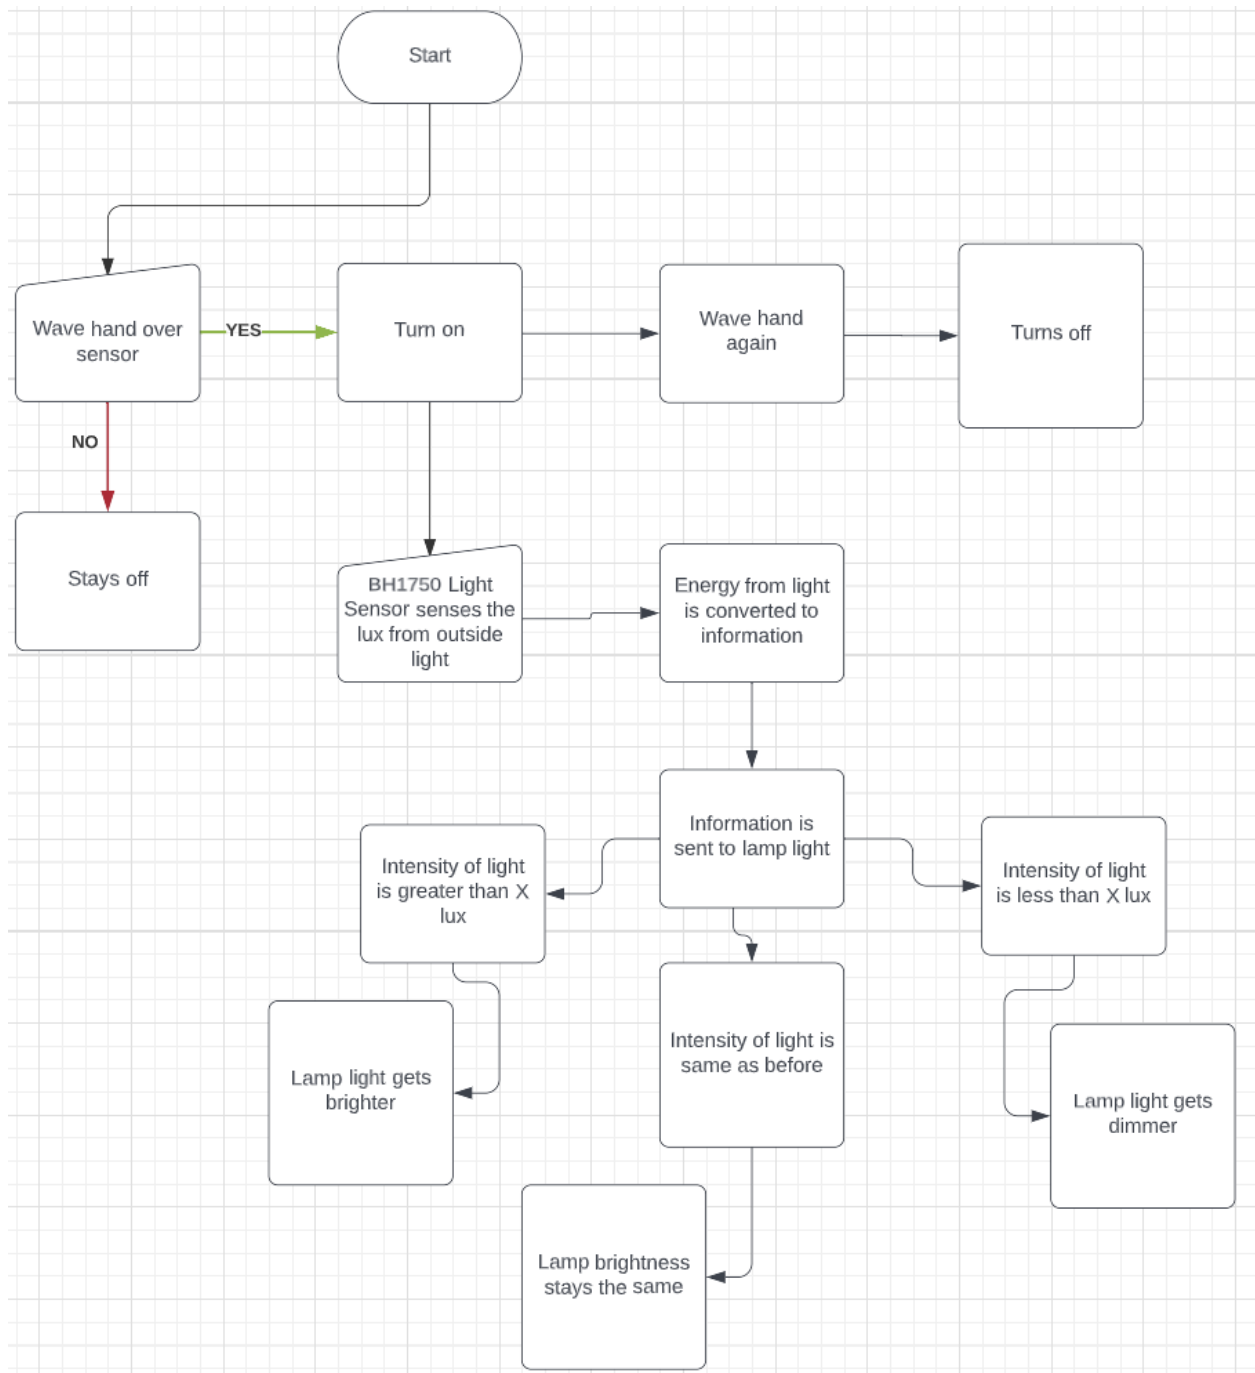 Start
Wave hand over
sensor
YES
Turn on
Wave hand
again
Turns off
NO
Stays off
BH1750 Light
Sensor senses the
lux from outside
light
Energy from light
is converted to
information
Information is
sent to lamp light
Intensity of light
is greater than X
lux
Intensity of light
is less than X lux
Intensity of light is
same as before
Lamp light gets
brighter
Lamp light gets
dimmer
Lamp brightness
stays the same